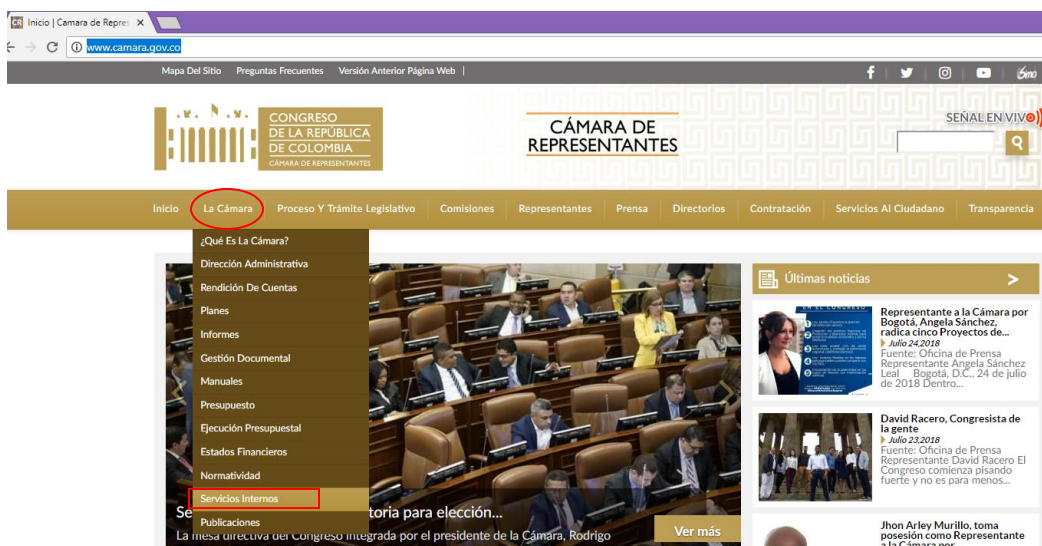 Inicio | Camara de Repres
www.camara.gov.co
Mapa Del Sitio Preguntas Frecuentes Versión Anterior Página Web |
CONGRESO
DE LA REPÚBLICA
DE COLOMBIA
CÁMARA DE REPRESENTANTES
CÁMARA DE
REPRESENTANTES
SEÑAL EN VIVO
Inicio La Cámara Proceso Y Trámite Legislativo Comisiones Representantes Prensa Directorios Contratación Servicios Al Ciudadano Transparencia
¿Qué Es La Cámara?
Dirección Administrativa
Rendición De Cuentas
Planes
Informes
Gestión Documental
Manuales
Presupuesto
Ejecución Presupuestal
Estados Financieros
Normatividad
Servicios Internos
Publicaciones
Se toria para elección...
La mesa directiva del Congreso integrada por el presidente de la Cámara, Rodrigo
Ver más
Últimas noticias
Representante a la Cámara por
Bogotá, Angela Sánchez,
radica cinco Proyectos de...
Julio 24,2018
Fuente: Oficina de Prensa
Representante Angela Sánchez
Leal Bogotá, D.C., 24 de julio
de 2018 Dentro...
David Racero, Congresista de
la gente
Julio 23,2018
Fuente: Oficina de Prensa
Representante David Racero El
Congreso comienza pisando
fuerte y no es para menos...
Jhon Arley Murillo, toma
posesión como Representante
a la Cámara por